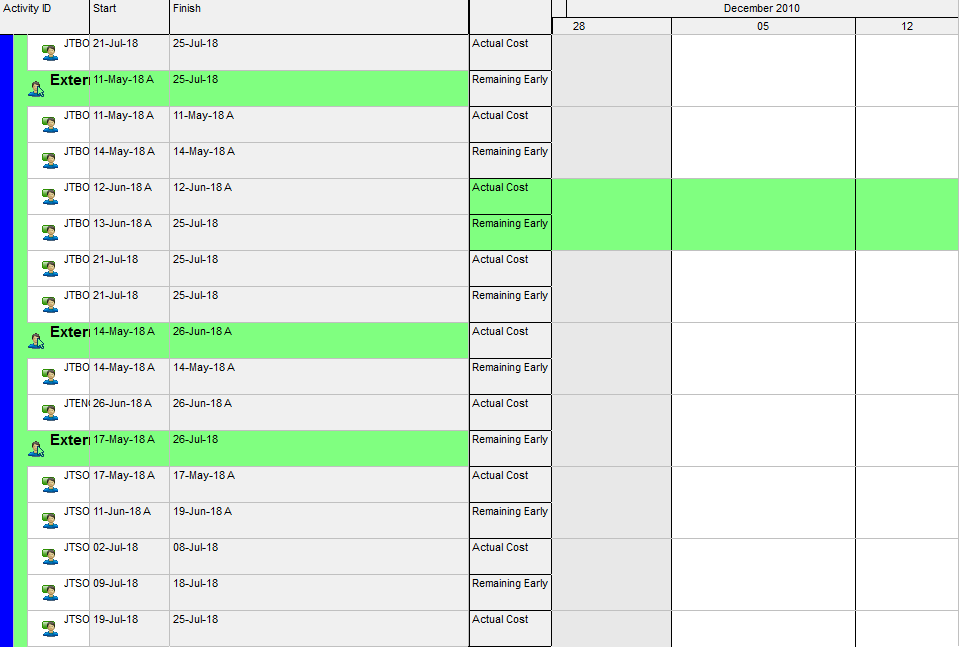 Activity ID Start Finish December 2010
28 05 12
JTBO 21-Jul-18 25-Jul-18 Actual Cost
Exter 11-May-18 A 25-Jul-18 Remaining Early
JTBO 11-May-18 A 11-May-18 A Actual Cost
JTBO 14-May-18 A 14-May-18 A Remaining Early
JTBO 12-Jun-18 A 12-Jun-18 A Actual Cost
JTBO 13-Jun-18 A 25-Jul-18 Remaining Early
JTBO 21-Jul-18 25-Jul-18 Actual Cost
JTBO 21-Jul-18 25-Jul-18 Remaining Early
Exter 14-May-18 A 26-Jun-18 A Actual Cost
JTBO 14-May-18 A 14-May-18 A Remaining Early
JTENG 26-Jun-18 A 26-Jun-18 A Actual Cost
Exter 17-May-18 A 26-Jul-18 Remaining Early
JTSO 17-May-18 A 17-May-18 A Actual Cost
JTSO 11-Jun-18 A 19-Jun-18 A Remaining Early
JTSO 02-Jul-18 08-Jul-18 Actual Cost
JTSO 09-Jul-18 18-Jul-18 Remaining Early
JTSO 19-Jul-18 25-Jul-18 Actual Cost